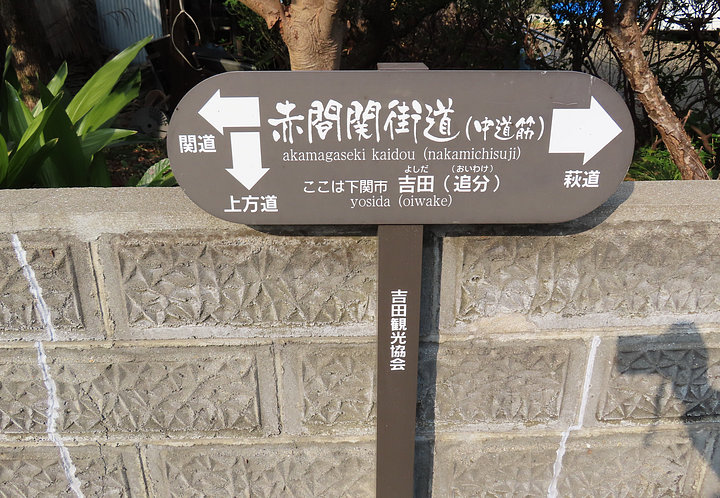 赤間関街道(中道筋)
関道
akamagaseki kaidou (nakamichisuji)
よしだ (おいわけ)
ここは下関市 吉田(追分)
上方道
萩道
yosida (oiwake)
吉田観光協会